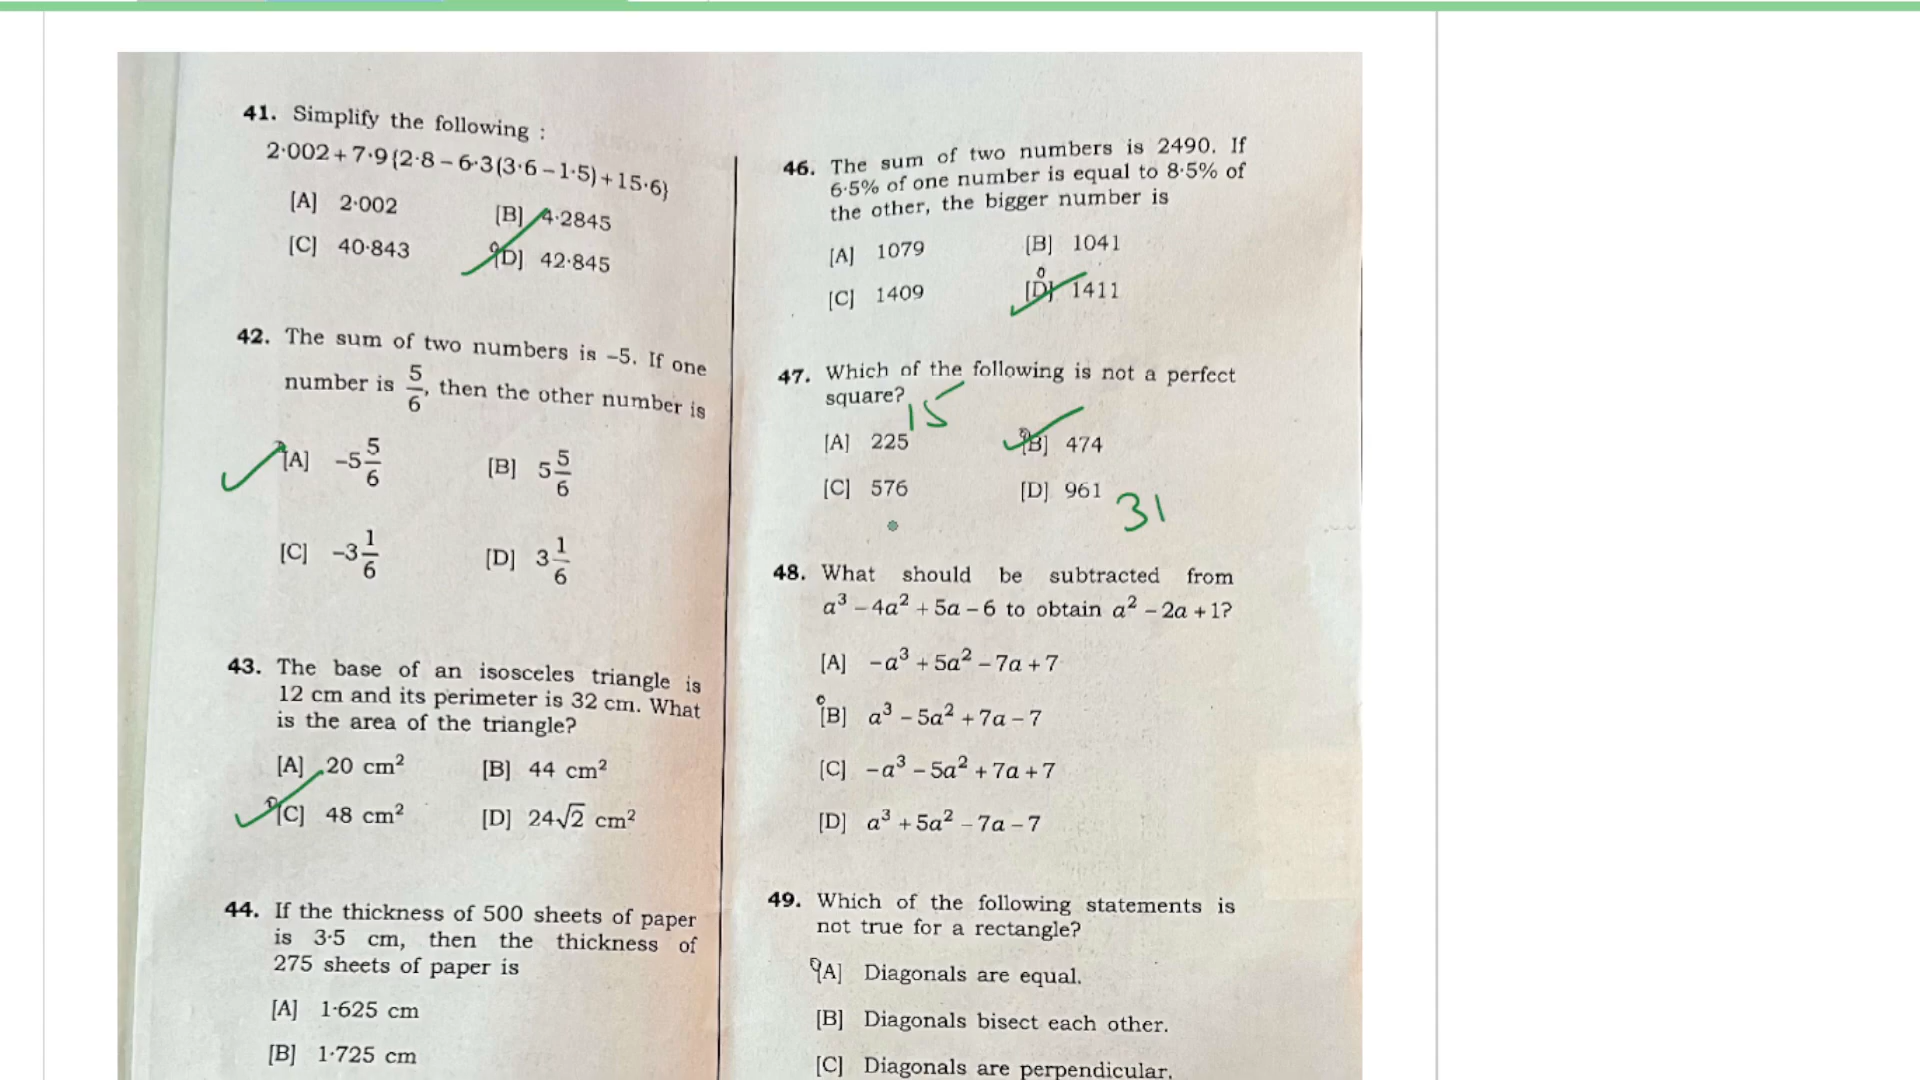 41. Simplify the following :
2·002 + 7·9{2·8 – 6·3(3·6 – 1·5) + 15·6}
[A] 2·002 [B] 4·2845
[C] 40·843 [D] 42·845
42. The sum of two numbers is –5. If one
number is 5/6, then the other number is
[A] –5 5/6 [B] 5 5/6
[C] –3 1/6 [D] 3 1/6
43. The base of an isosceles triangle is
12 cm and its perimeter is 32 cm. What
is the area of the triangle?
[A] 20 cm² [B] 44 cm²
[C] 48 cm² [D] 24√2 cm²
44. If the thickness of 500 sheets of paper
is 3·5 cm, then the thickness of
275 sheets of paper is
[A] 1·625 cm
[B] 1·725 cm
46. The sum of two numbers is 2490. If
6·5% of one number is equal to 8·5% of
the other, the bigger number is
[A] 1079 [B] 1041
[C] 1409 [D] 1411
47. Which of the following is not a perfect
square?
15
[A] 225 [B] 474
[C] 576 [D] 961
31
48. What should be subtracted from
a³ – 4a² + 5a – 6 to obtain a² – 2a + 1?
[A] –a³ + 5a² – 7a + 7
[B] a³ – 5a² + 7a – 7
[C] –a³ – 5a² + 7a + 7
[D] a³ + 5a² – 7a – 7
49. Which of the following statements is
not true for a rectangle?
[A] Diagonals are equal.
[B] Diagonals bisect each other.
[C] Diagonals are perpendicular.